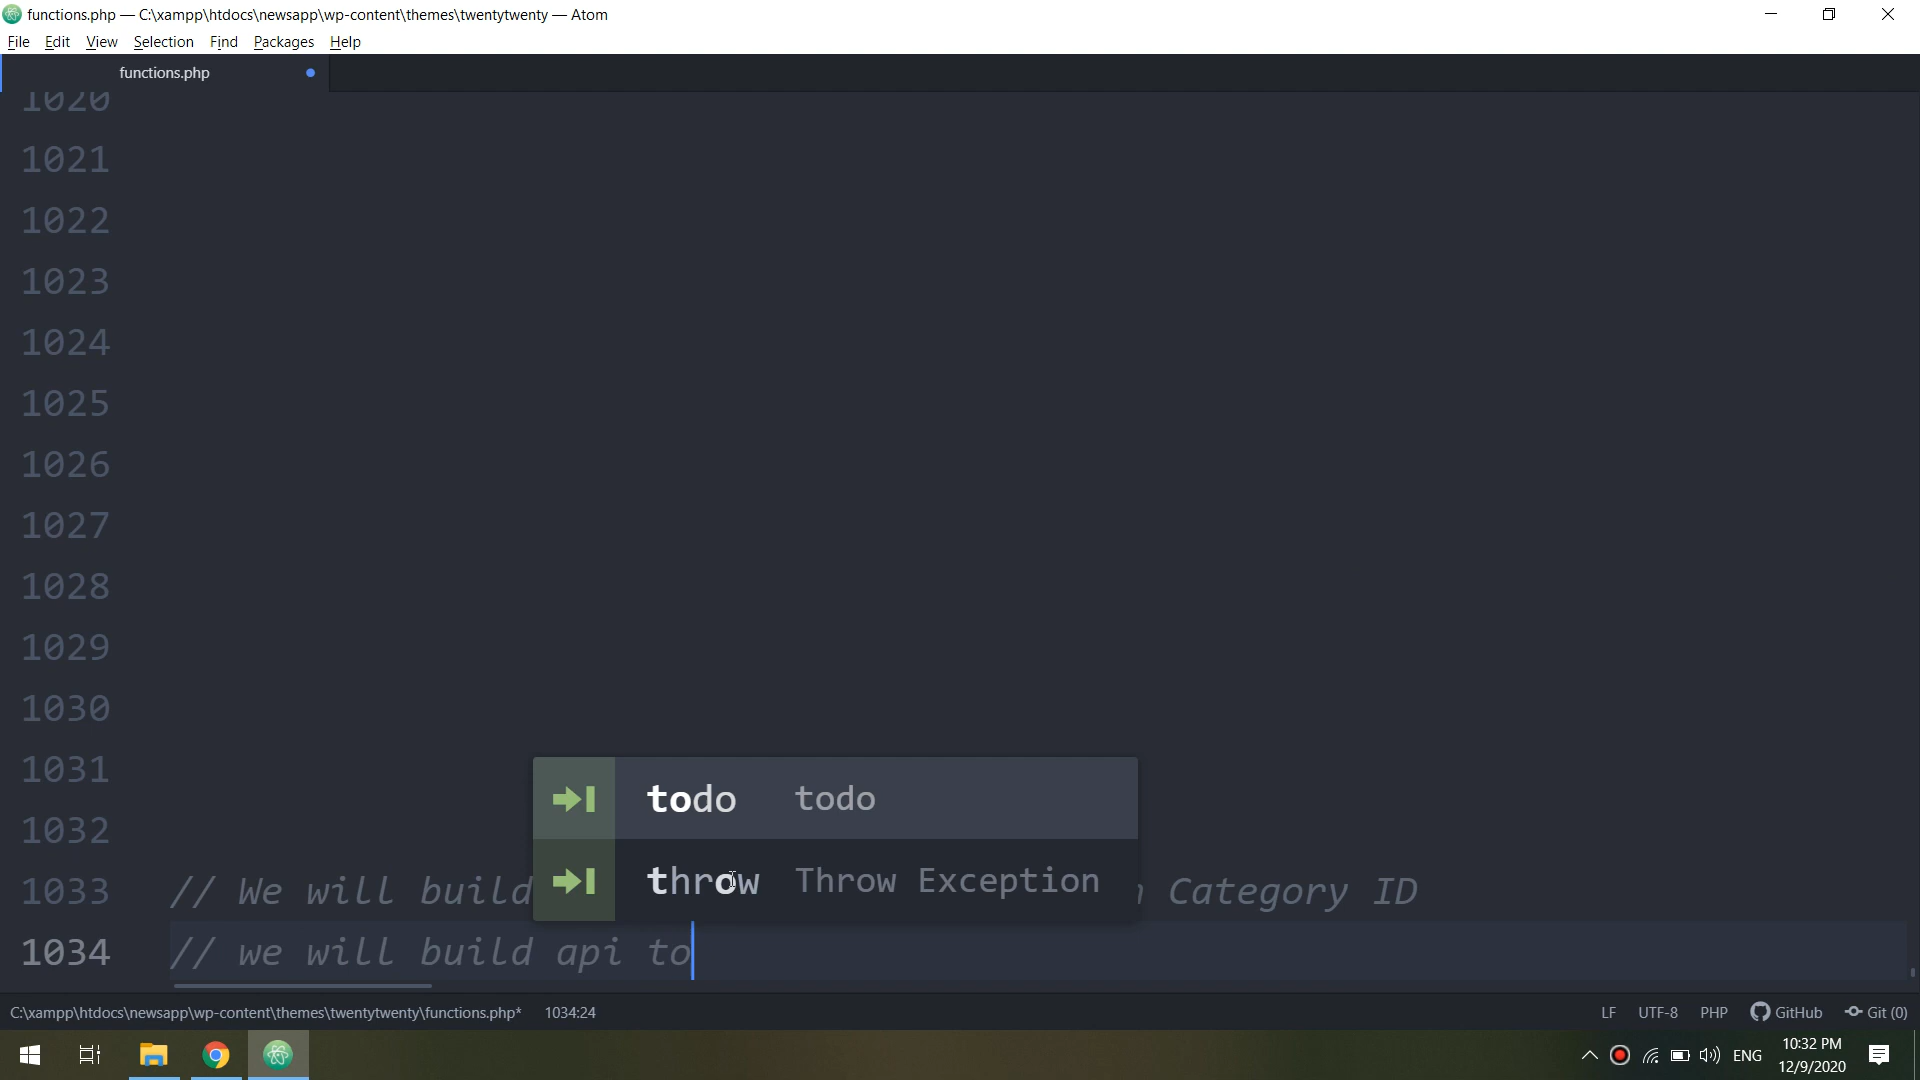 functions.php — C:\xampp\htdocs\newsapp\wp-content\themes\twentytwenty — Atom
File Edit View Selection Find Packages Help
functions.php
1020
1021
1022
1023
1024
1025
1026
1027
1028
1029
1030
1031
todo todo
1032
throw Throw Exception
1033 // We will build Category ID
1034 // we will build api to
C:\xampp\htdocs\newsapp\wp-content\themes\twentytwenty\functions.php* 1034:24 LF UTF-8 PHP GitHub Git (0)
ENG 10:32 PM
12/9/2020